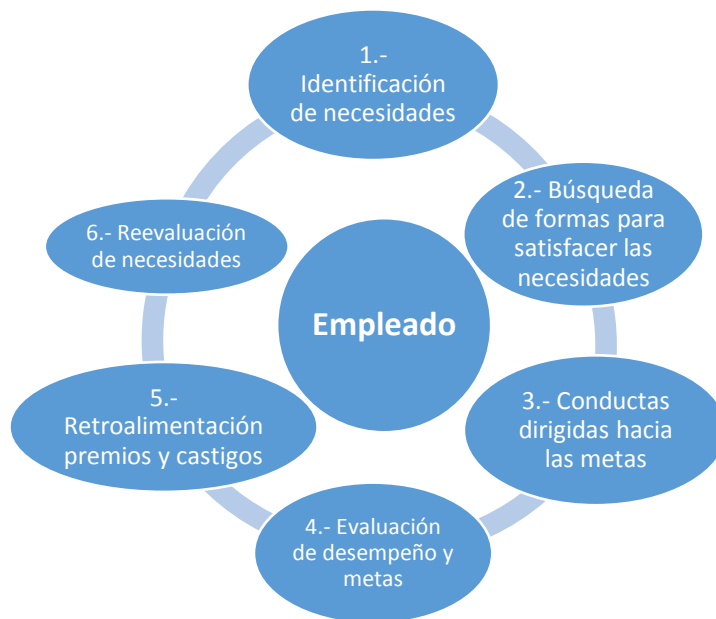 1.-
Identificación
de necesidades
2.- Búsqueda
de formas para
satisfacer las
necesidades
3.- Conductas
dirigidas hacia
las metas
4.- Evaluación
de desempeño y
metas
5.-
Retroalimentación
premios y castigos
6.- Reevaluación
de necesidades
Empleado